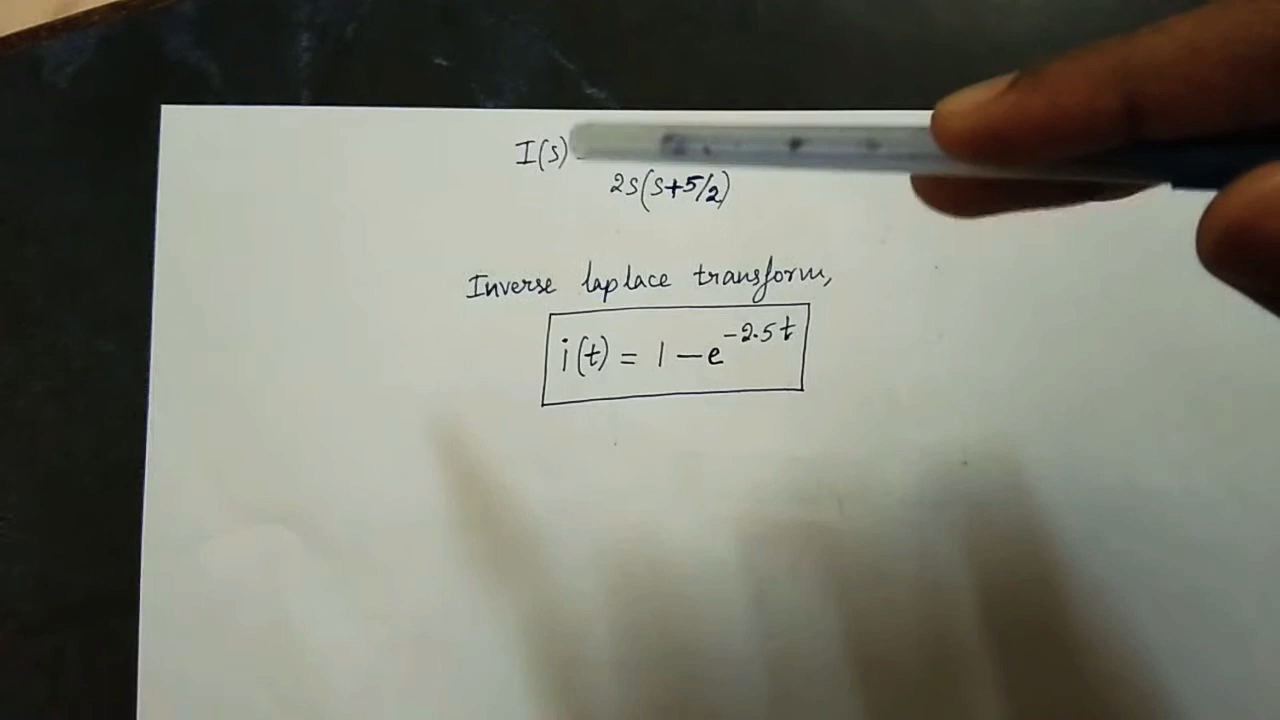 I(s)
2s(s+5/2)
Inverse laplace transform,
i(t) = 1 - e^-2.5t